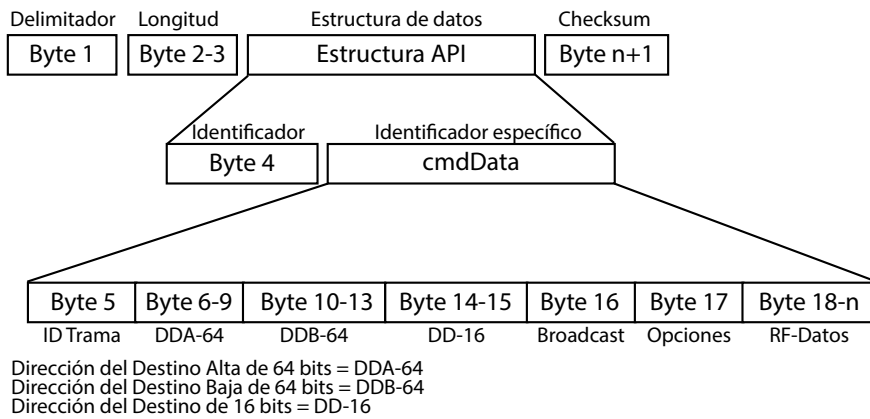 Delimitador Longitud Estructura de datos Checksum
Byte 1 Byte 2-3 Estructura API Byte n+1
Identificador Identificador específico
Byte 4 cmdData
Byte 5 Byte 6-9 Byte 10-13 Byte 14-15 Byte 16 Byte 17 Byte 18-n
ID Trama DDA-64 DDB-64 DD-16 Broadcast Opciones RF-Datos
Dirección del Destino Alta de 64 bits = DDA-64
Dirección del Destino Baja de 64 bits = DDB-64
Dirección del Destino de 16 bits = DD-16